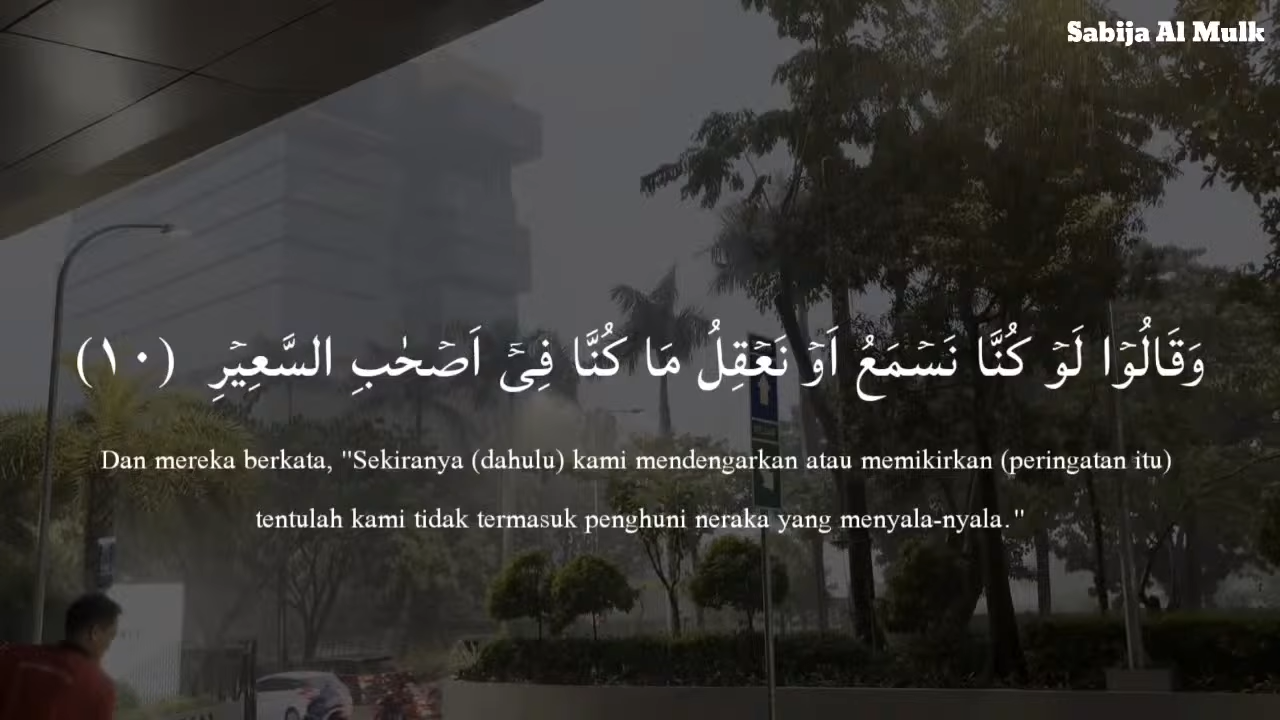 Sabija Al Mulk
وَقَالُوْا لَوْ كُنَّا نَسْمَعُ اَوْ نَعْقِلُ مَا كُنَّا فِيْٓ اَصْحٰبِ السَّعِيْرِ (١٠)
Dan mereka berkata, "Sekiranya (dahulu) kami mendengarkan atau memikirkan (peringatan itu)
tentulah kami tidak termasuk penghuni neraka yang menyala-nyala."